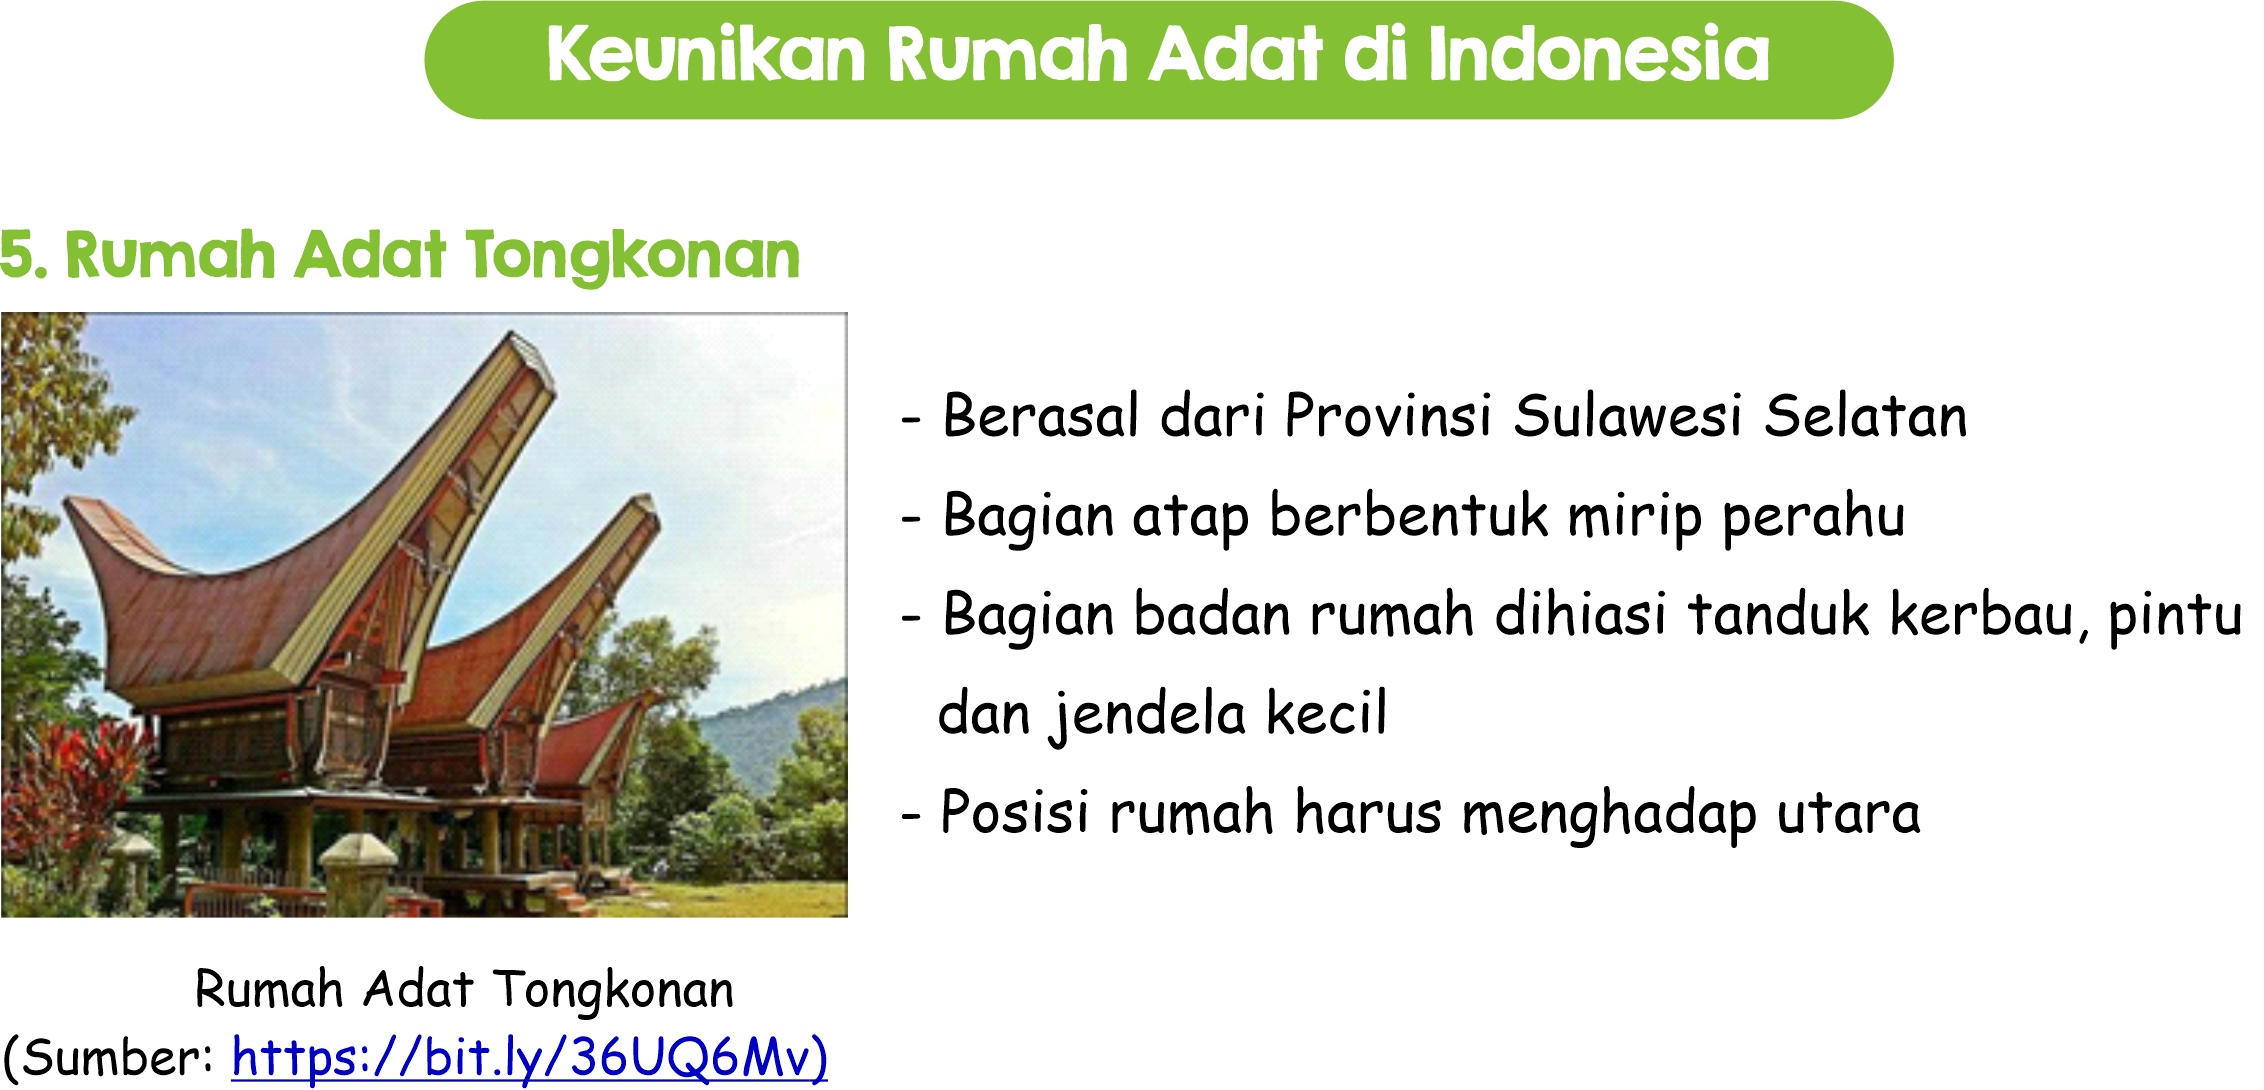 Keunikan Rumah Adat di Indonesia
5. Rumah Adat Tongkonan
- Berasal dari Provinsi Sulawesi Selatan
- Bagian atap berbentuk mirip perahu
- Bagian badan rumah dihiasi tanduk kerbau, pintu
dan jendela kecil
- Posisi rumah harus menghadap utara
Rumah Adat Tongkonan
(Sumber: https://bit.ly/36UQ6Mv)